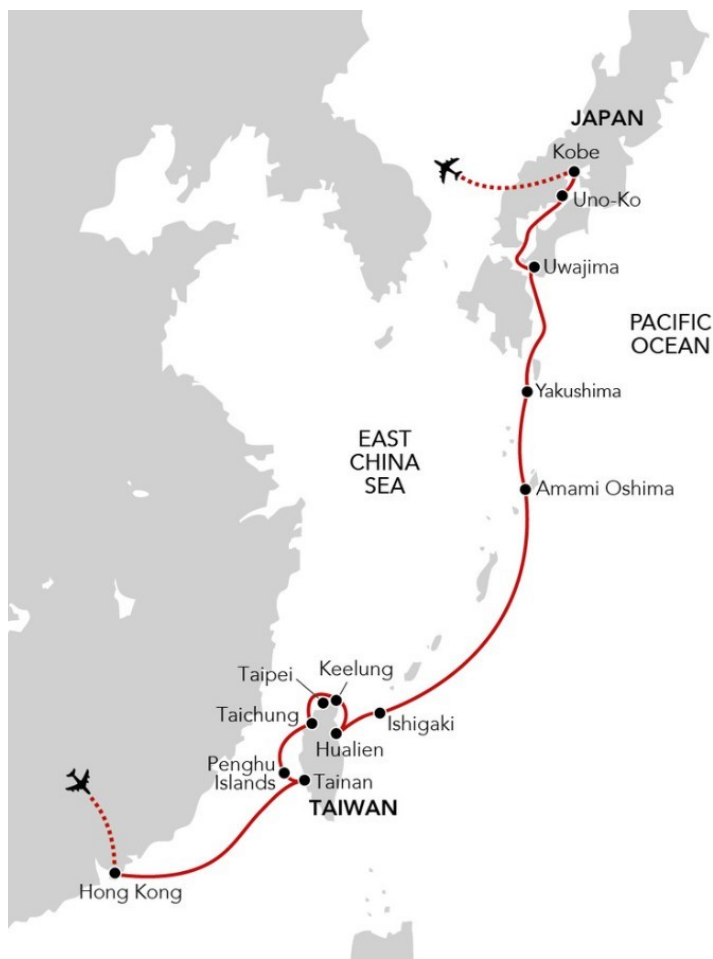 JAPAN
Kobe
Uno-Ko
Uwajima
PACIFIC
OCEAN
Yakushima
EAST
CHINA
SEA
Amami Oshima
Keelung
Taipei
Taichung
Ishigaki
Hualien
Penghu
Islands
Tainan
TAIWAN
Hong Kong